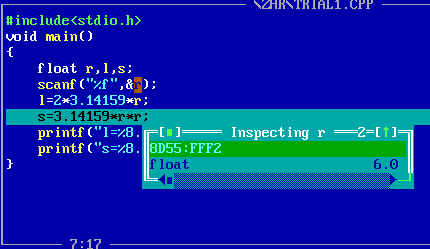 \ZHR\TRIAL1.CPP
#include<stdio.h>
void main()
{
float r,l,s;
scanf("%f",&r);
l=2*3.14159*r;
s=3.14159*r*r;
printf("l=%8.
printf("s=%8.
}
[■] Inspecting r 2=[↑]
8D55:FFF2
float 6.0
7:17